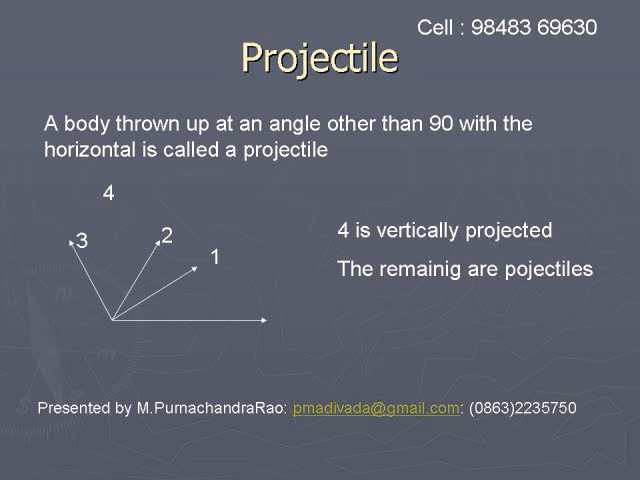 Cell : 98483 69630
Projectile
A body thrown up at an angle other than 90 with the
horizontal is called a projectile
4
3
2
1
4 is vertically projected
The remainig are pojectiles
Presented by M.PurnachandraRao: pmadivada@gmail.com: (0863)2235750